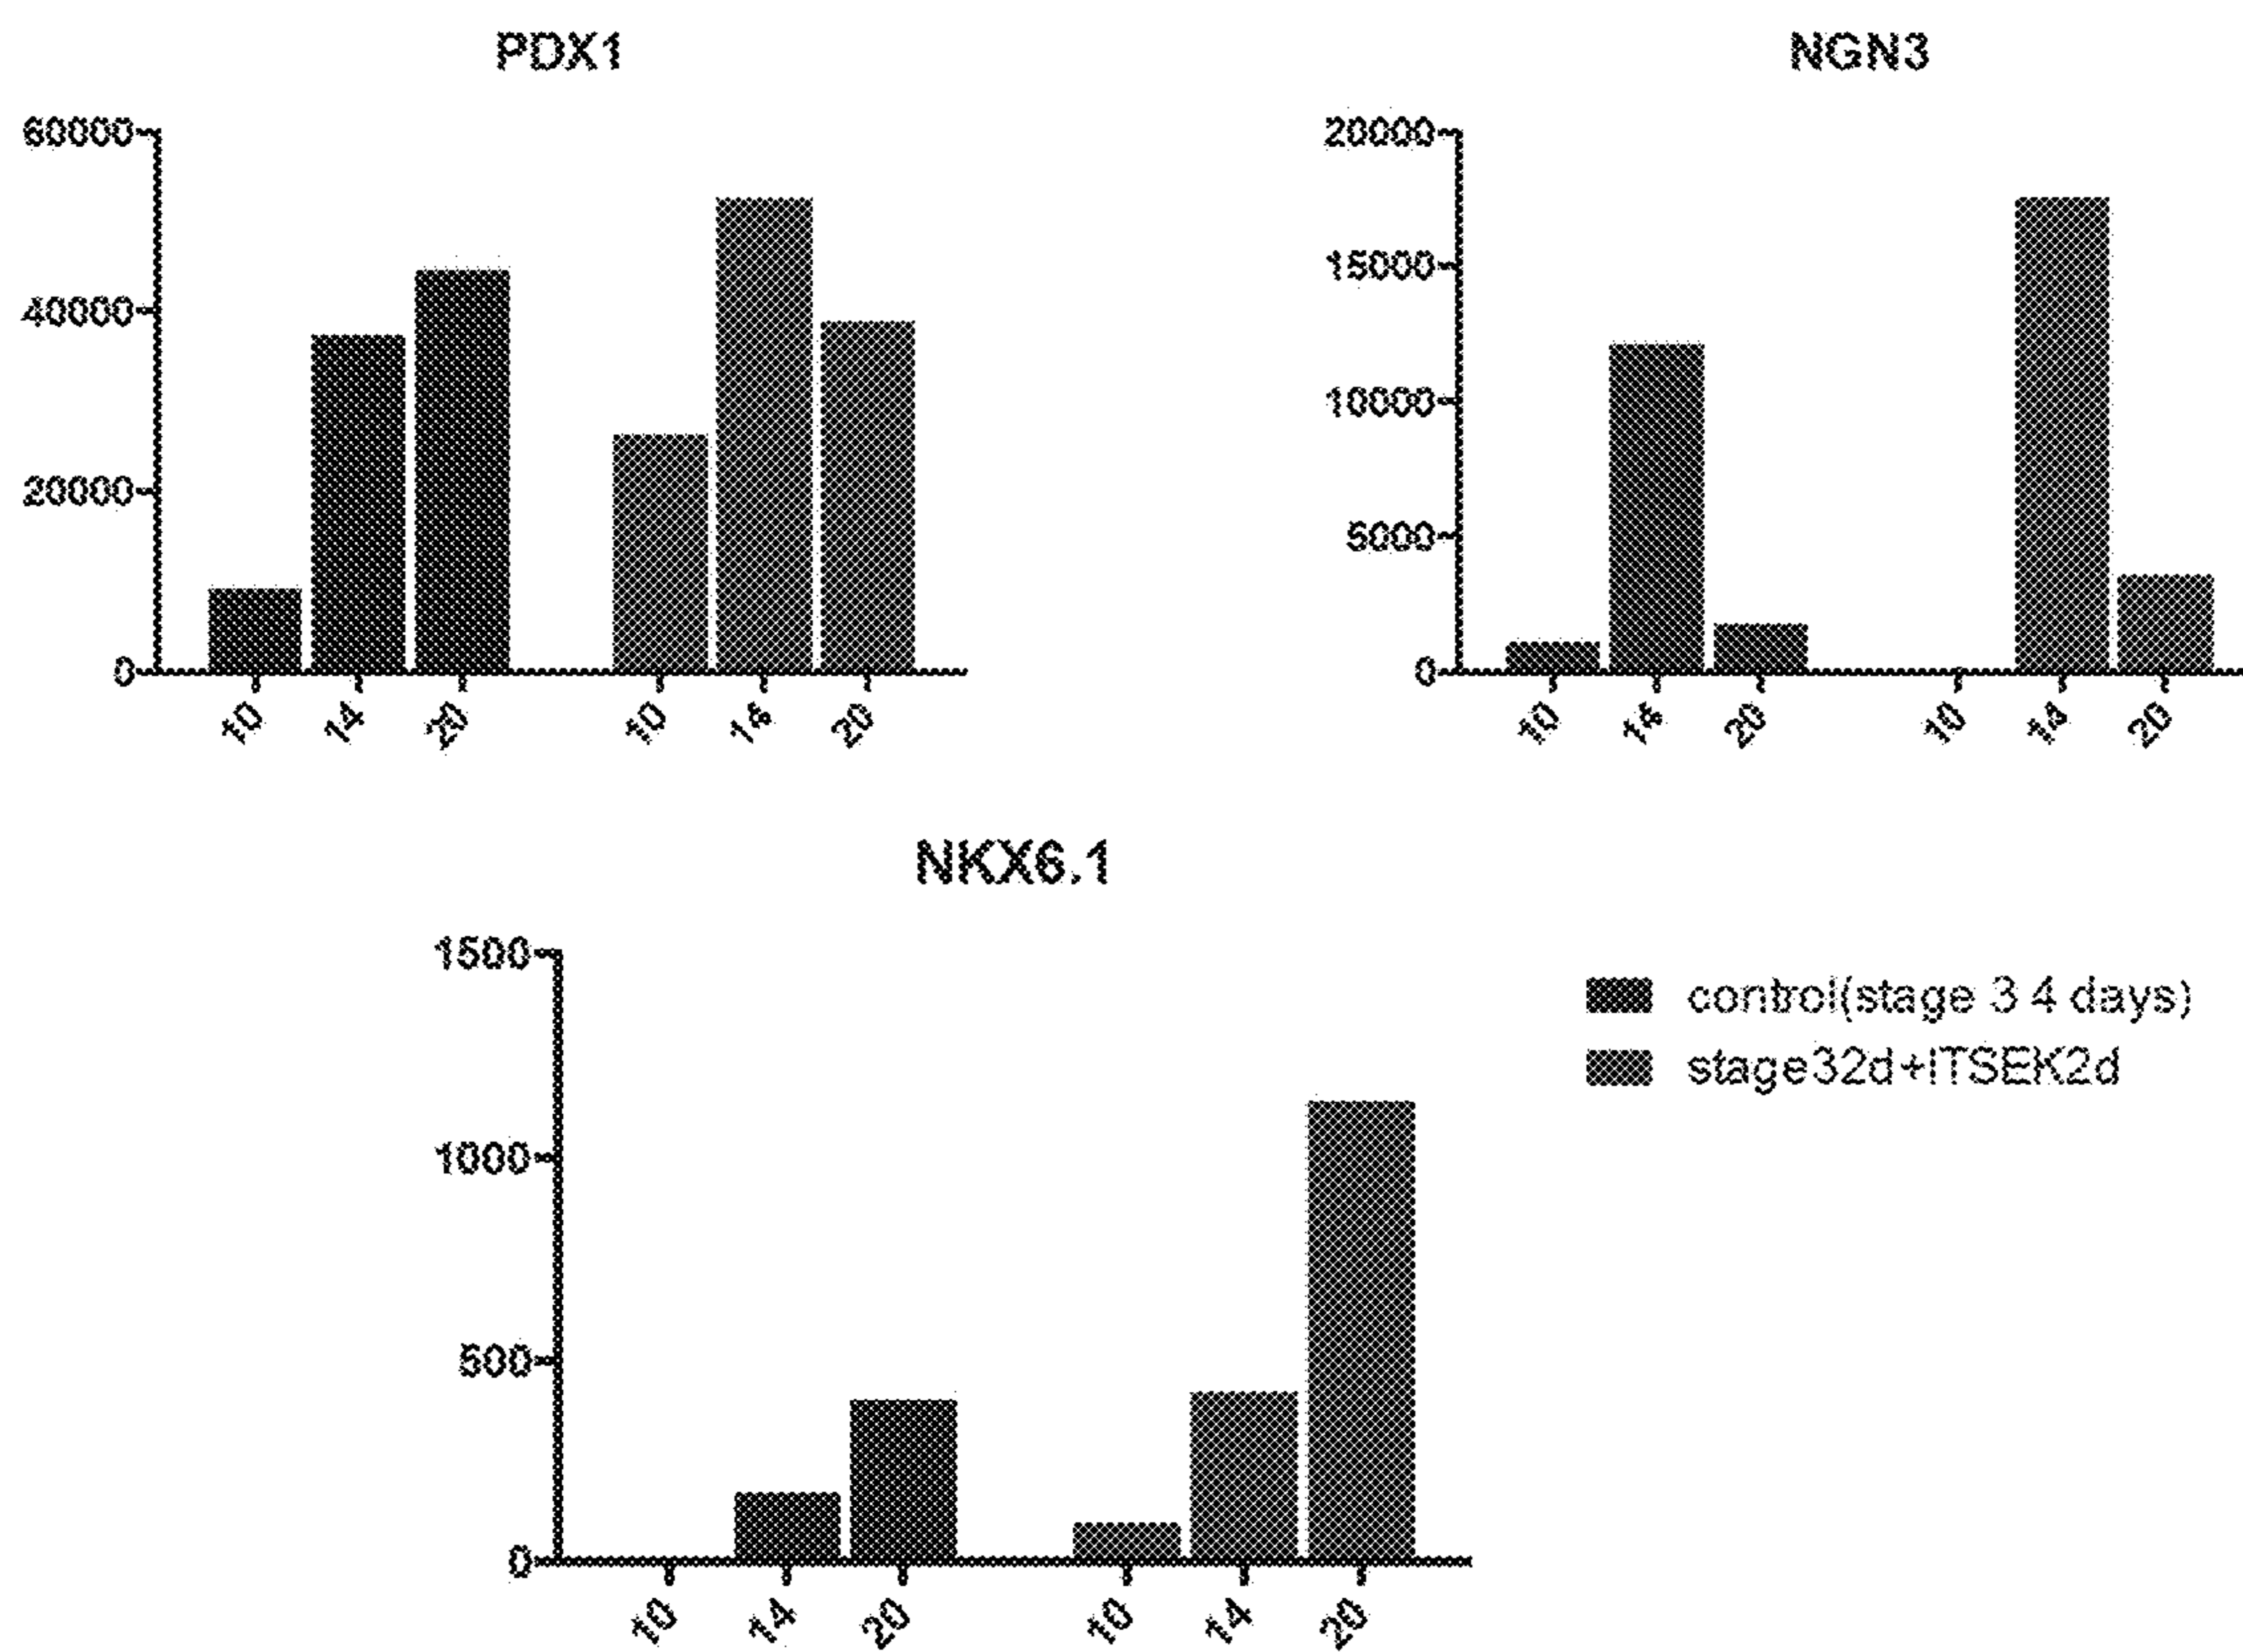 PDX1
60000
40000
20000
0
10 14 20 10 14 20
NGN3
20000
15000
10000
5000
0
10 14 20 10 14 20
NKX6.1
1500
1000
500
0
10 14 20 10 14 20
control(stage 3 4 days)
stage32d+ITSEK2d